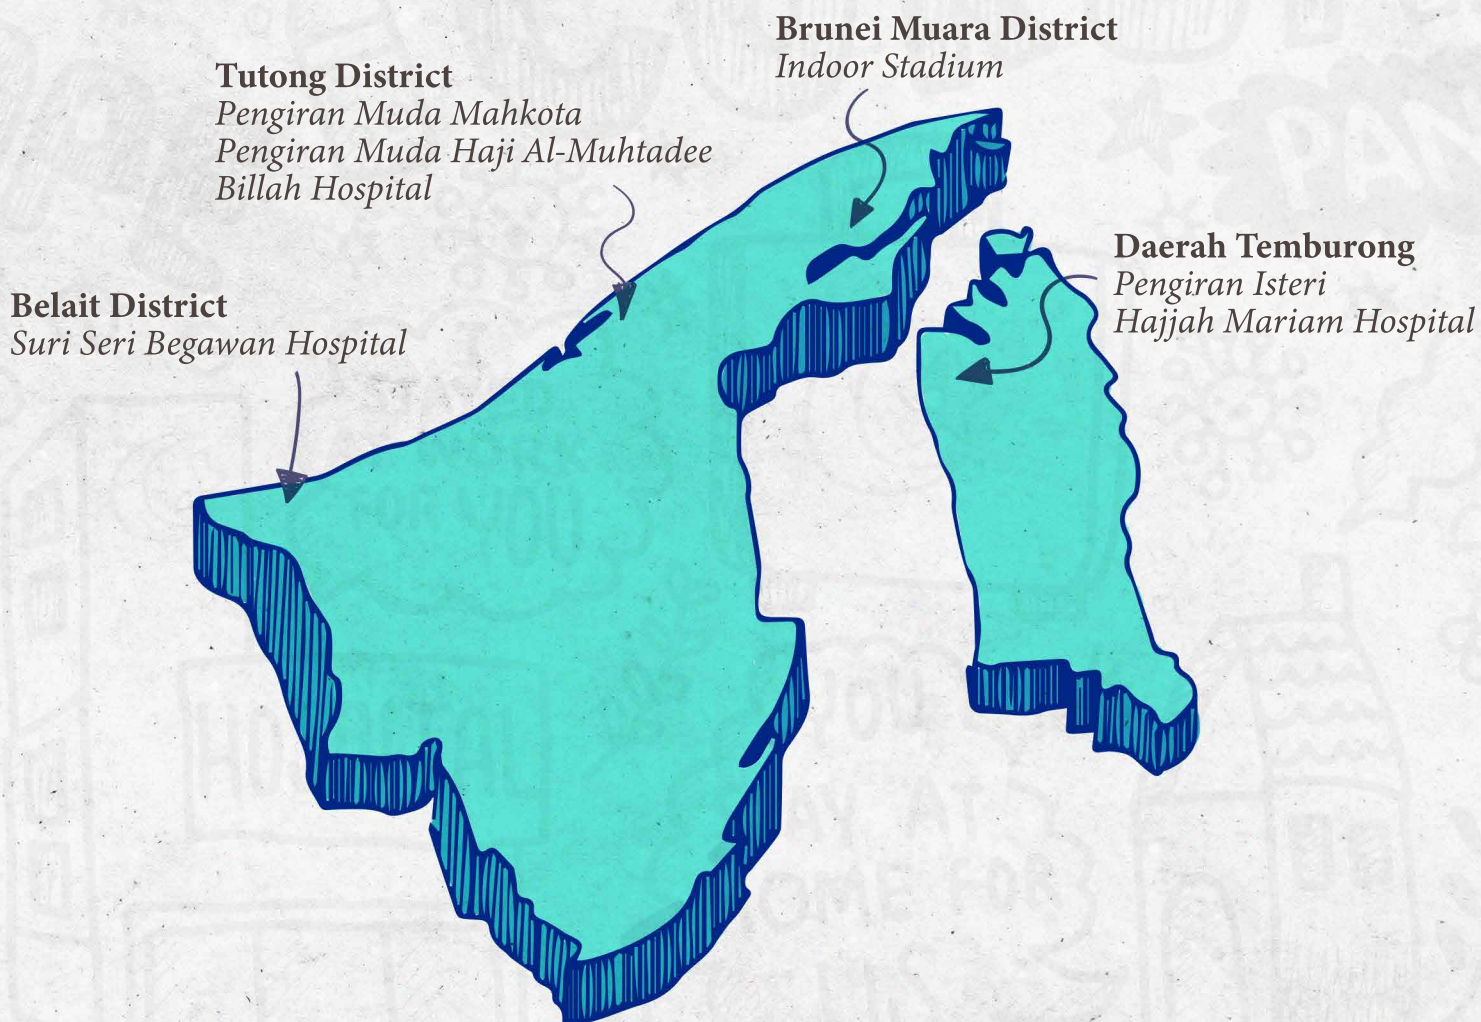 Brunei Muara District
Indoor Stadium
Tutong District
Pengiran Muda Mahkota
Pengiran Muda Haji Al-Muhtadee
Billah Hospital
Daerah Temburong
Pengiran Isteri
Hajjah Mariam Hospital
Belait District
Suri Seri Begawan Hospital